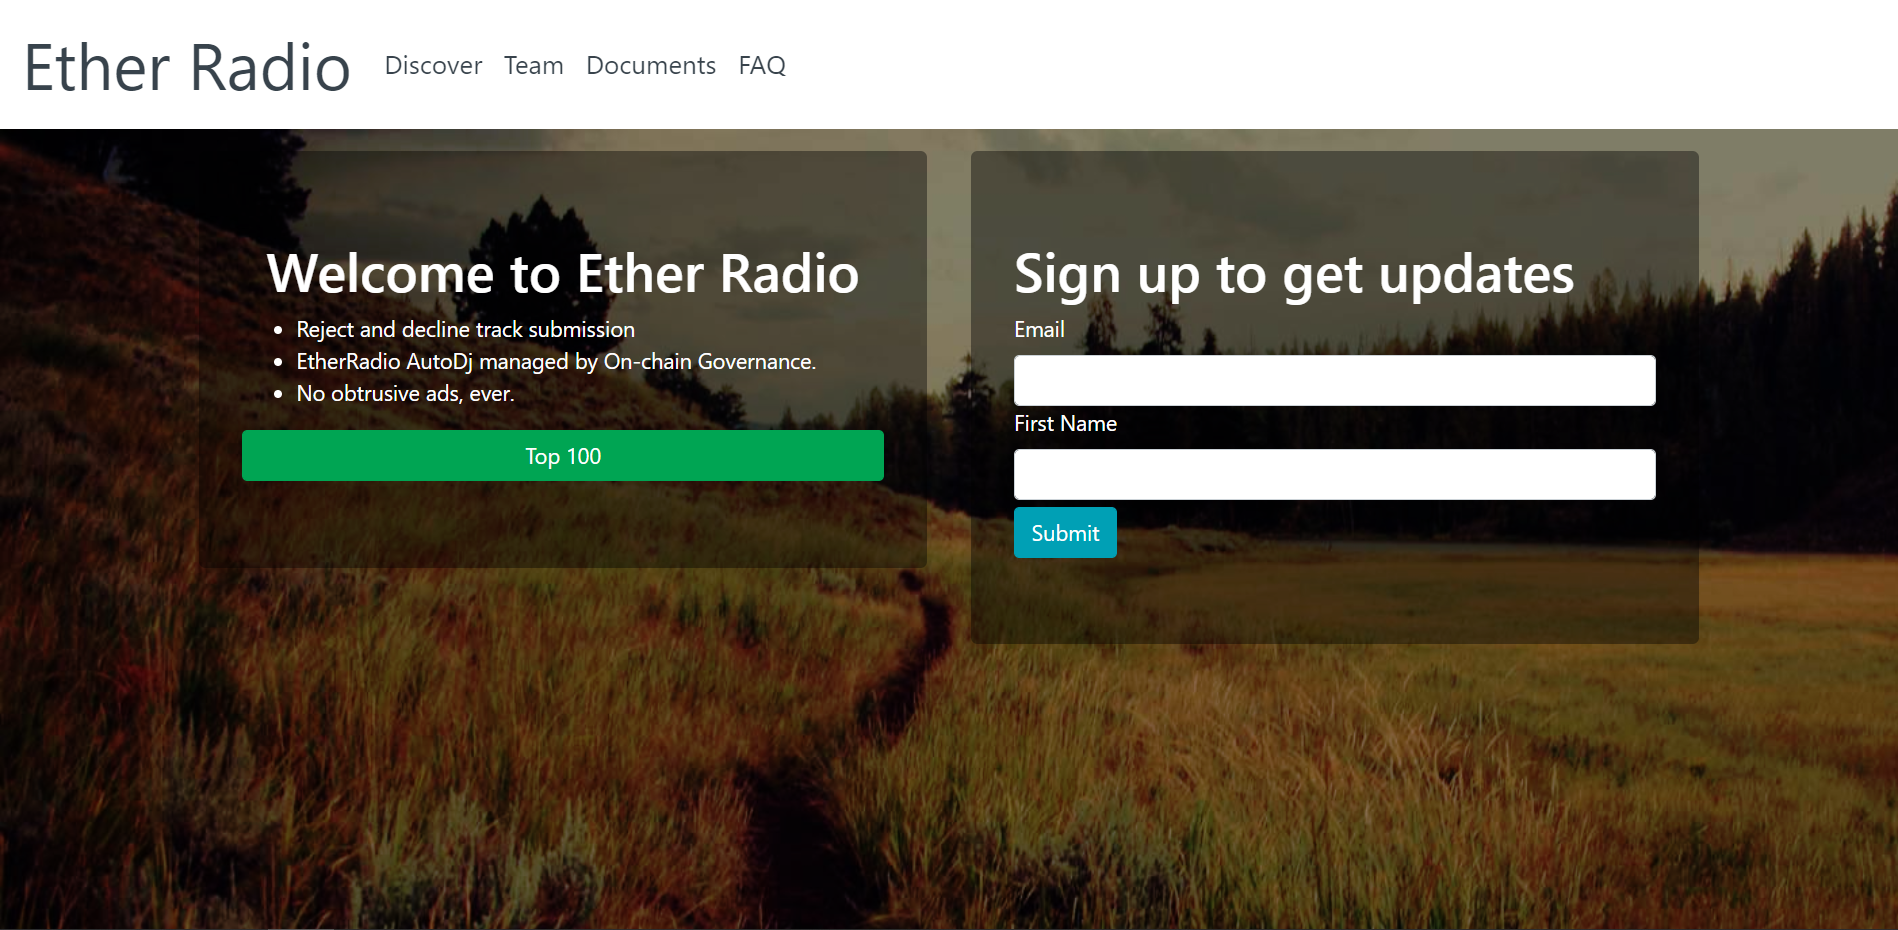 Ether Radio
Discover Team Documents FAQ
Welcome to Ether Radio
Reject and decline track submission
EtherRadio AutoDj managed by On-chain Governance.
No obtrusive ads, ever.
Top 100
Sign up to get updates
Email
First Name
Submit